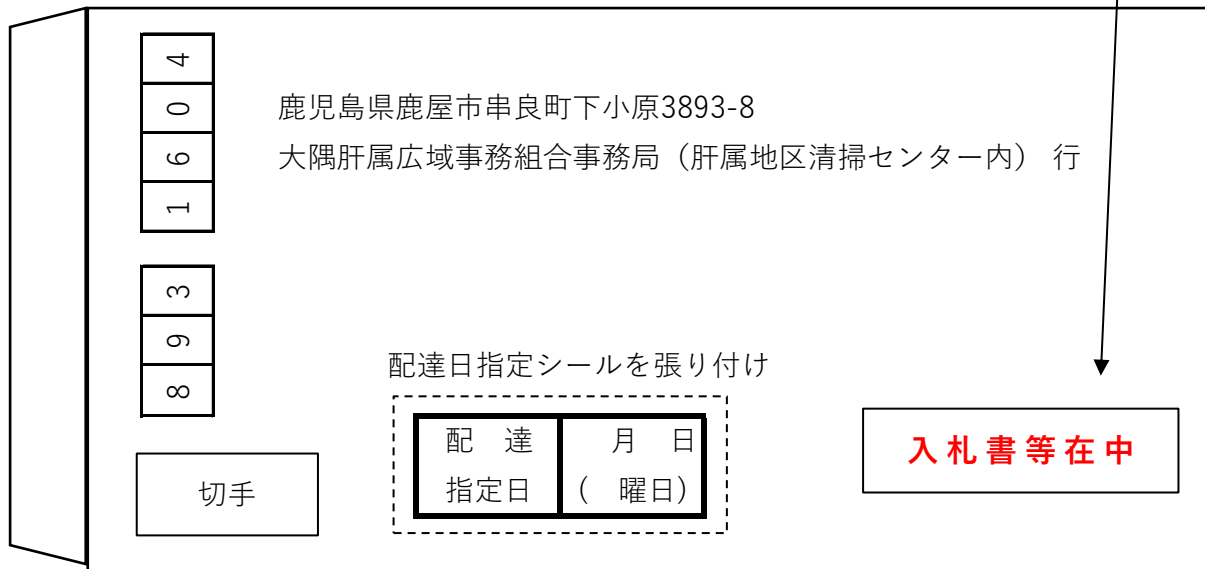 893 1604
鹿児島県鹿屋市串良町下小原3893-8
大隅肝属広域事務組合事務局（肝属地区清掃センター内） 行
配達日指定シールを張り付け
配 達 月 日
指定日 ( 曜日)
入札書等在中
切手